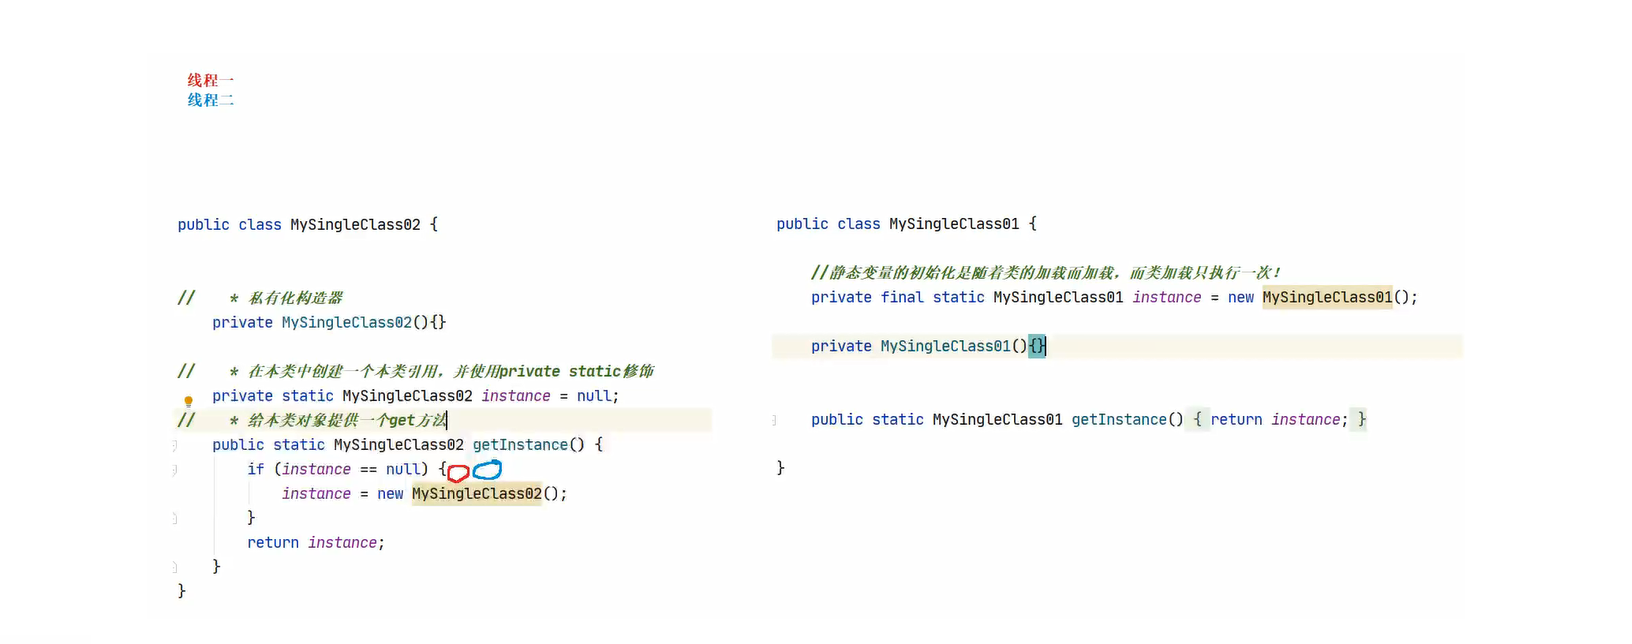 线程一
线程二
public class MySingleClass02 {
//    * 私有化构造器
    private MySingleClass02(){}
//    * 在本类中创建一个本类引用，并使用private static修饰
    private static MySingleClass02 instance = null;
//    * 给本类对象提供一个get方法
    public static MySingleClass02 getInstance() {
        if (instance == null) {
            instance = new MySingleClass02();
        }
        return instance;
    }
}
public class MySingleClass01 {
    //静态变量的初始化是随着类的加载而加载，而类加载只执行一次！
    private final static MySingleClass01 instance = new MySingleClass01();
    private MySingleClass01(){}
    public static MySingleClass01 getInstance() { return instance; }
}